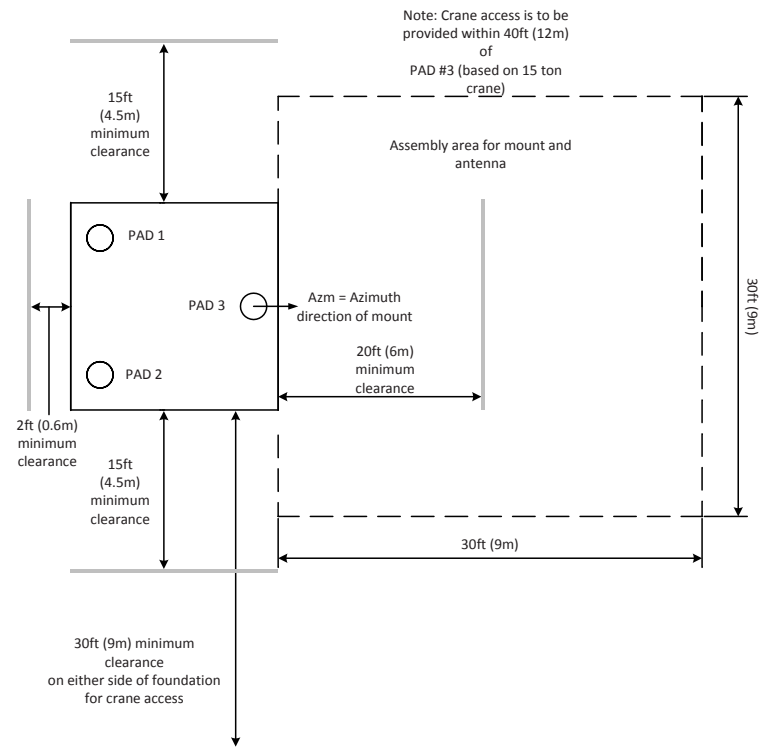 Note: Crane access is to be
provided within 40ft (12m)
of
PAD #3 (based on 15 ton
crane)
15ft
(4.5m)
minimum
clearance
Assembly area for mount and
antenna
PAD 1
PAD 3
Azm = Azimuth
direction of mount
30ft (9m)
20ft (6m)
minimum
clearance
PAD 2
2ft (0.6m)
minimum
clearance
15ft
(4.5m)
minimum
clearance
30ft (9m)
30ft (9m) minimum
clearance
on either side of foundation
for crane access